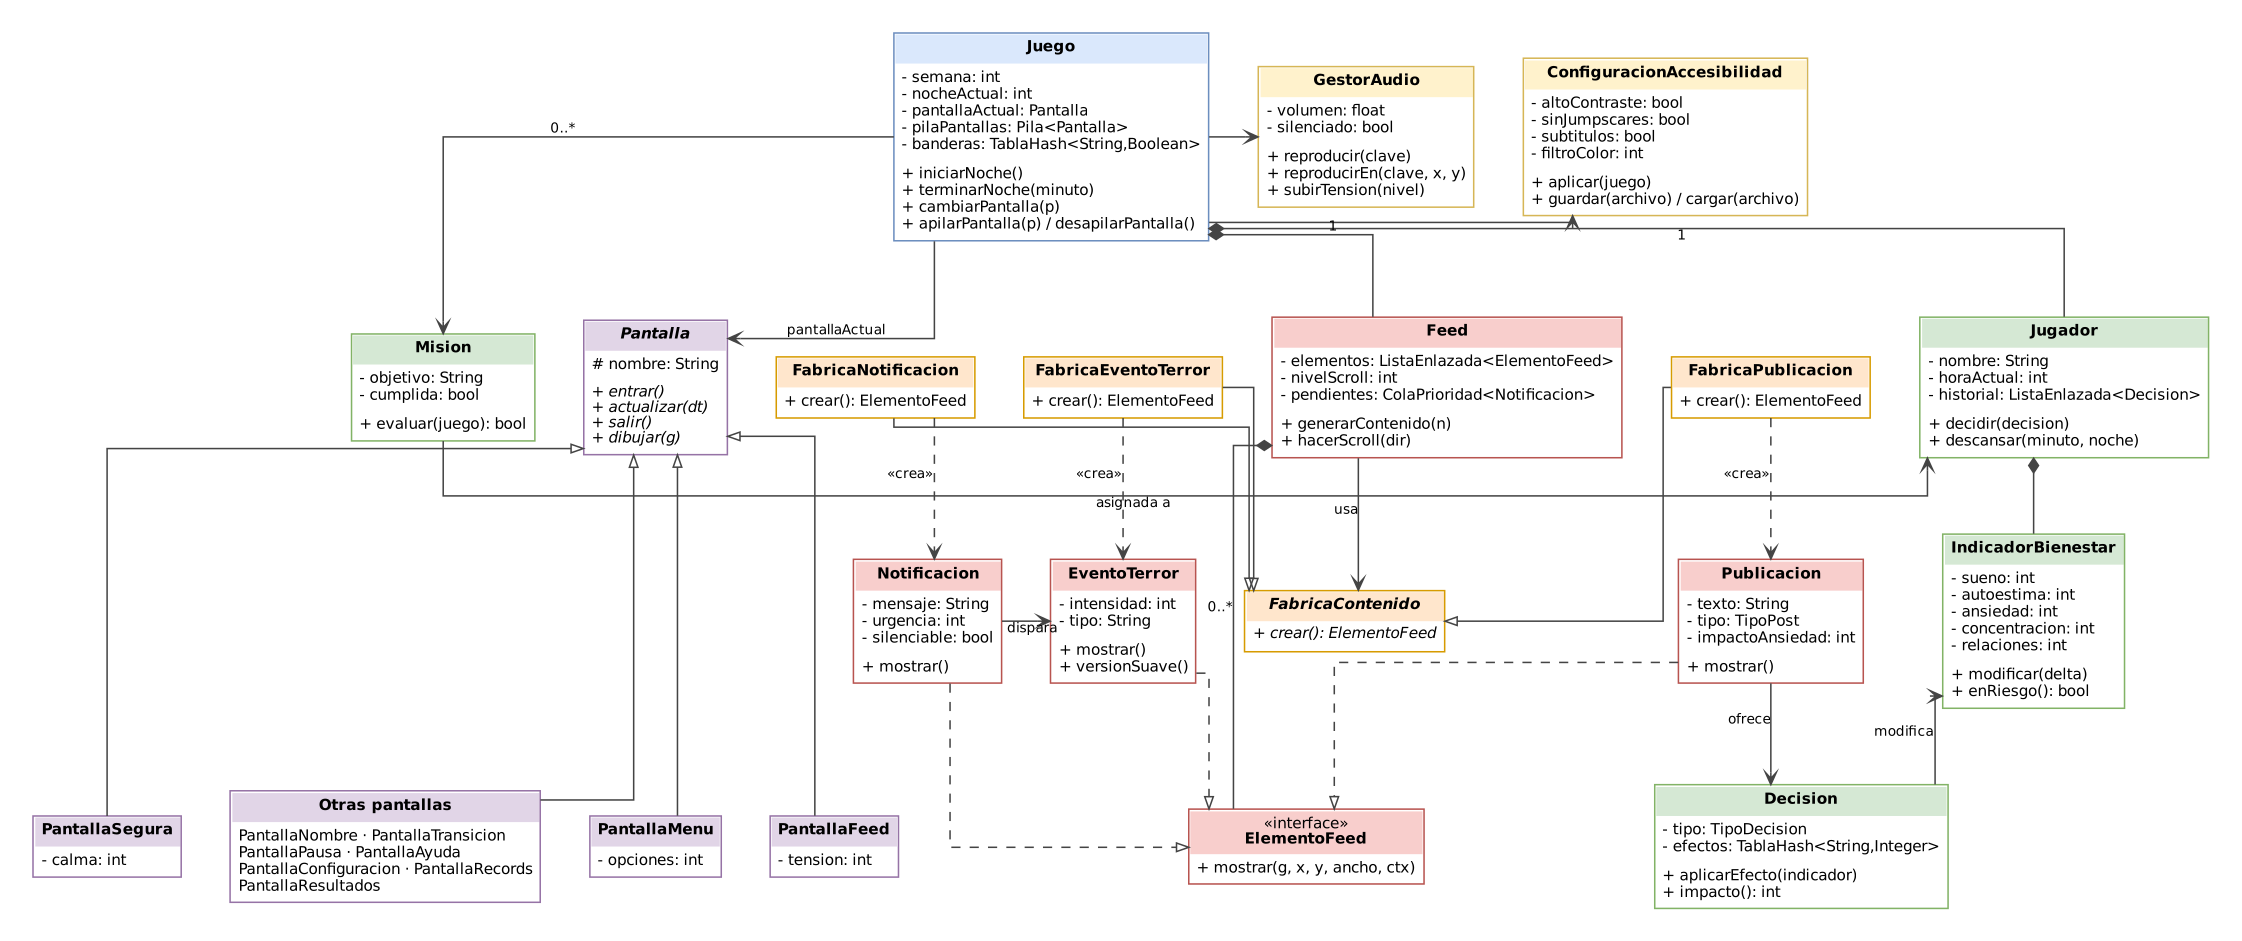 Juego
- semana: int
- nocheActual: int
- pantallaActual: Pantalla
- pilaPantallas: Pila<Pantalla>
- banderas: TablaHash<String,Boolean>
+ iniciarNoche()
+ terminarNoche(minuto)
+ cambiarPantalla(p)
+ apilarPantalla(p) / desapilarPantalla()
GestorAudio
- volumen: float
- silenciado: bool
+ reproducir(clave)
+ reproducirEn(clave, x, y)
+ subirTension(nivel)
ConfiguracionAccesibilidad
- altoContraste: bool
- sinJumpscares: bool
- subtitulos: bool
- filtroColor: int
+ aplicar(juego)
+ guardar(archivo) / cargar(archivo)
0..*
1
1
pantallaActual
Mision
- objetivo: String
- cumplida: bool
+ evaluar(juego): bool
Pantalla
# nombre: String
+ entrar()
+ actualizar(dt)
+ salir()
+ dibujar(g)
FabricaNotificacion
+ crear(): ElementoFeed
FabricaEventoTerror
+ crear(): ElementoFeed
Feed
- elementos: ListaEnlazada<ElementoFeed>
- nivelScroll: int
- pendientes: ColaPrioridad<Notificacion>
+ generarContenido(n)
+ hacerScroll(dir)
FabricaPublicacion
+ crear(): ElementoFeed
Jugador
- nombre: String
- horaActual: int
- historial: ListaEnlazada<Decision>
+ decidir(decision)
+ descansar(minuto, noche)
«crea»
«crea»
«crea»
asignada a
usa
Notificacion
- mensaje: String
- urgencia: int
- silenciable: bool
+ mostrar()
dispara
EventoTerror
- intensidad: int
- tipo: String
+ mostrar()
+ versionSuave()
0..*
FabricaContenido
+ crear(): ElementoFeed
Publicacion
- texto: String
- tipo: TipoPost
- impactoAnsiedad: int
+ mostrar()
IndicadorBienestar
- sueno: int
- autoestima: int
- ansiedad: int
- concentracion: int
- relaciones: int
+ modificar(delta)
+ enRiesgo(): bool
ofrece
modifica
PantallaSegura
- calma: int
Otras pantallas
PantallaNombre · PantallaTransicion
PantallaPausa · PantallaAyuda
PantallaConfiguracion · PantallaRecords
PantallaResultados
PantallaMenu
- opciones: int
PantallaFeed
- tension: int
«interface»
ElementoFeed
+ mostrar(g, x, y, ancho, ctx)
Decision
- tipo: TipoDecision
- efectos: TablaHash<String,Integer>
+ aplicarEfecto(indicador)
+ impacto(): int